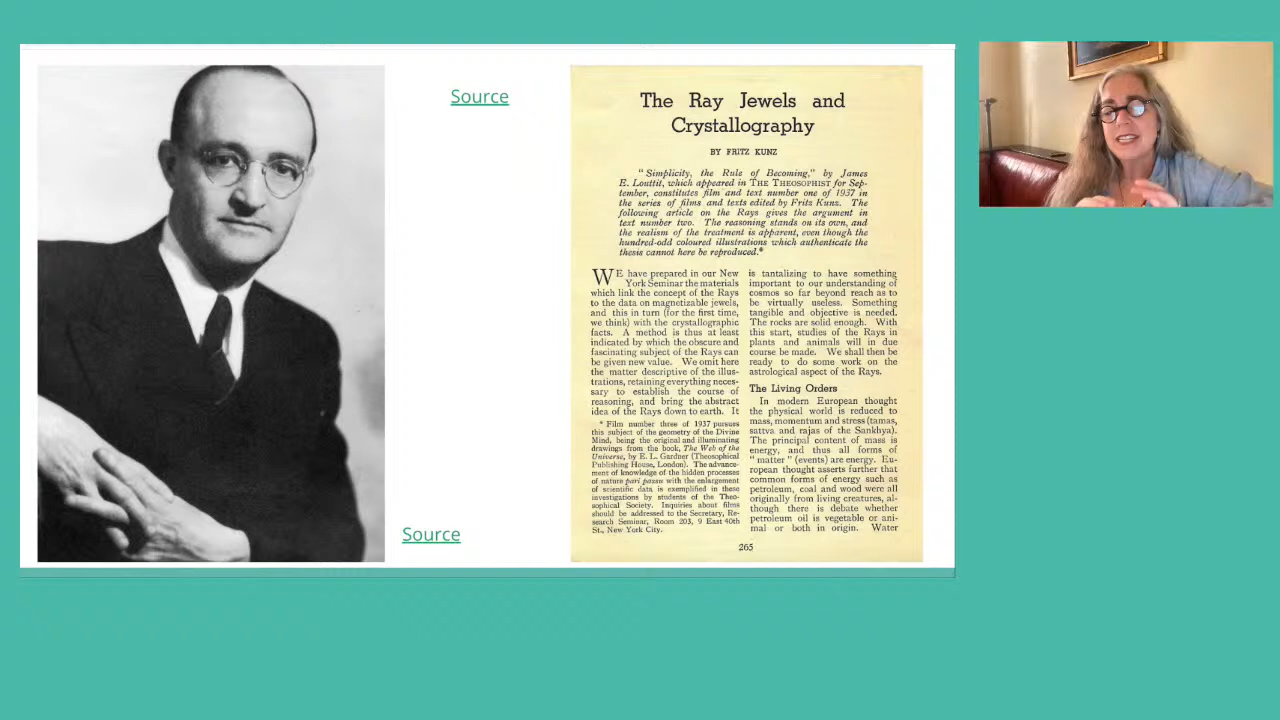 Source
Source
The Ray Jewels and
Crystallography
BY FRITZ KUNZ
"Simplicity, the Rule of Becoming," by James
E. Louttit, which appeared in THE THEOSOPHIST for Sep-
tember, constitutes film and text number one of 1937 in
the series of films and texts edited by Fritz Kunz. The
following article on the Rays gives the argument in
text number two. The reasoning stands on its own, and
the realism of the treatment is apparent, even though the
hundred-odd coloured illustrations which authenticate the
thesis cannot here be reproduced.*
WE have prepared in our New
York Seminar the materials
which link the concept of the Rays
to the data on magnetizable jewels,
and this in turn (for the first time,
we think) with the crystallographic
facts. A method is thus at least
indicated by which the obscure and
fascinating subject of the Rays can
be given new value. We omit here
the matter descriptive of the illus-
trations, retaining everything neces-
sary to establish the course of
reasoning, and bring the abstract
idea of the Rays down to earth. It
* Film number three of 1937 pursues
this subject of the geometry of the Divine
Mind, being the original and illuminating
drawings from the book, The Web of the
Universe, by E. L. Gardner (Theosophical
Publishing House, London). The advance-
ment of knowledge of the hidden processes
of nature pari passu with the enlargement
of scientific data is exemplified in these
investigations by students of the Theo-
sophical Society. Inquiries about films
should be addressed to the Secretary, Re-
search Seminar, Room 203, 9 East 40th
St., New York City.
is tantalizing to have something
important to our understanding of
cosmos so far beyond reach as to
be virtually useless. Something
tangible and objective is needed.
The rocks are solid enough. With
this start, studies of the Rays in
plants and animals will in due
course be made. We shall then be
ready to do some work on the
astrological aspect of the Rays.
The Living Orders
In modern European thought
the physical world is reduced to
mass, momentum and stress (tamas,
sattva and rajas of the Sankhya).
The principal content of mass is
energy, and thus all forms of
"matter" (events) are energy. Eu-
ropean thought asserts further that
common forms of energy such as
petroleum, coal and wood were all
originally from living creatures, al-
though there is debate whether
petroleum oil is vegetable or ani-
mal or both in origin. Water
265